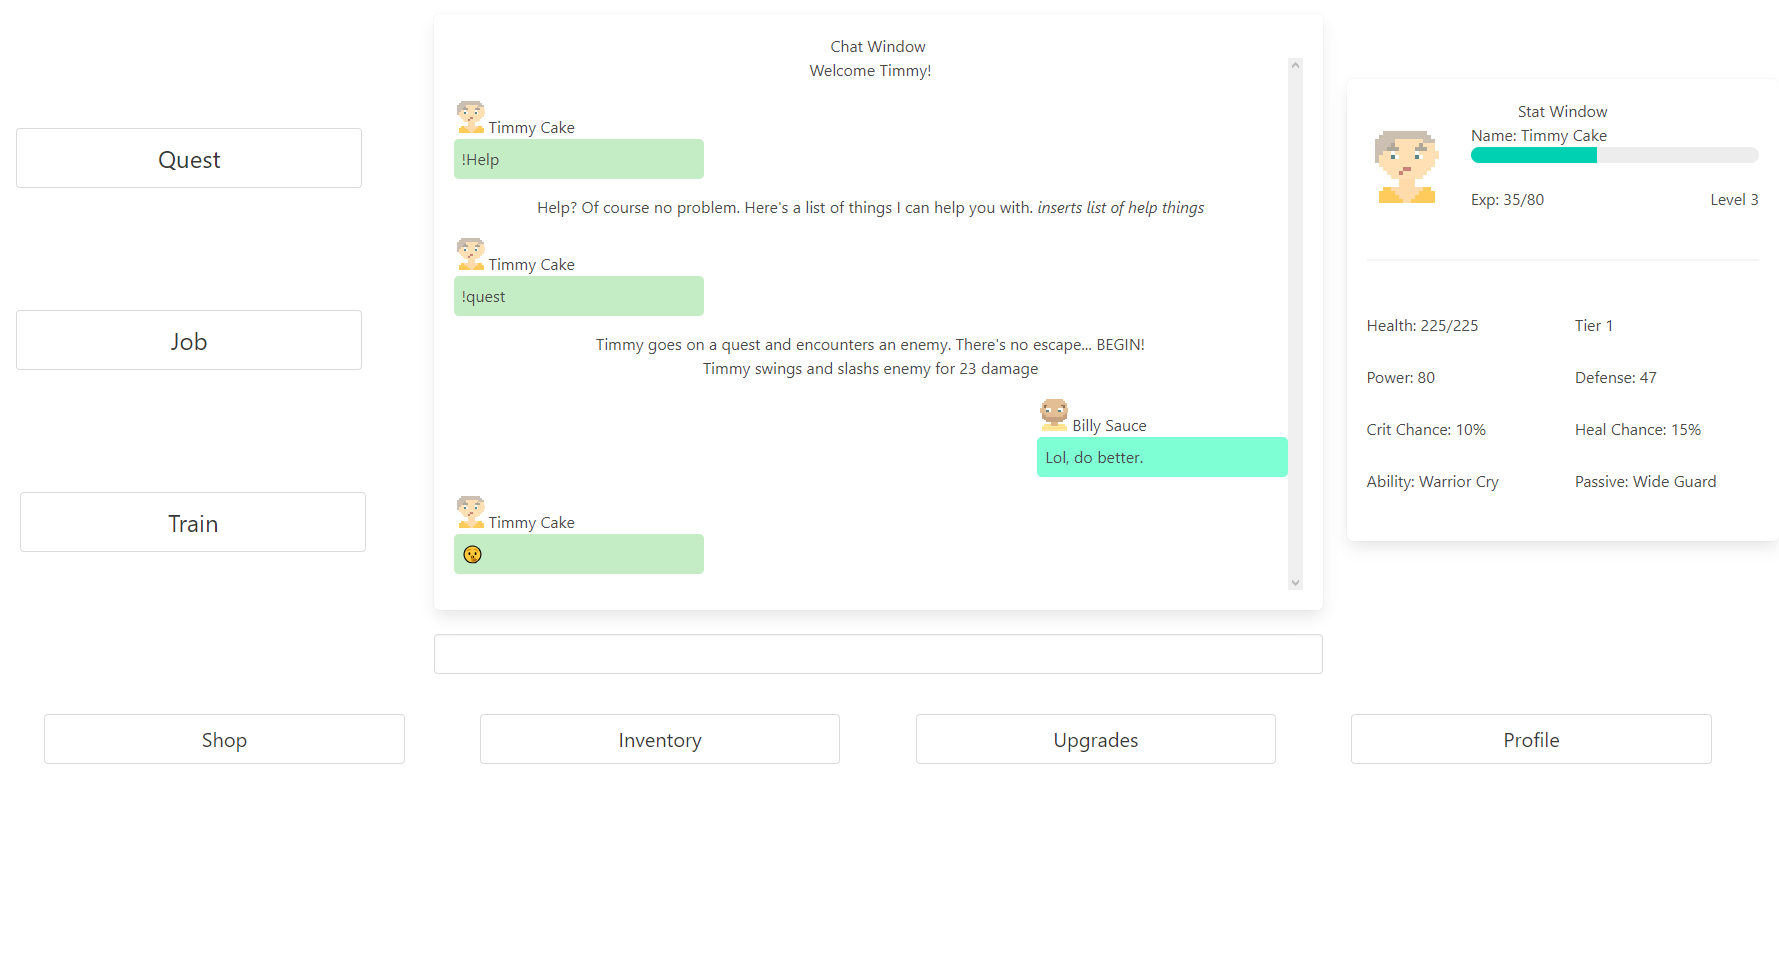 Quest
Job
Train
Chat Window
Welcome Timmy!
Timmy Cake
!Help
Help? Of course no problem. Here's a list of things I can help you with. inserts list of help things
Timmy Cake
!quest
Timmy goes on a quest and encounters an enemy. There's no escape... BEGIN!
Timmy swings and slashs enemy for 23 damage
Billy Sauce
Lol, do better.
Timmy Cake
Stat Window
Name: Timmy Cake
Exp: 35/80 Level 3
Health: 225/225 Tier 1
Power: 80 Defense: 47
Crit Chance: 10% Heal Chance: 15%
Ability: Warrior Cry Passive: Wide Guard
Shop Inventory Upgrades Profile